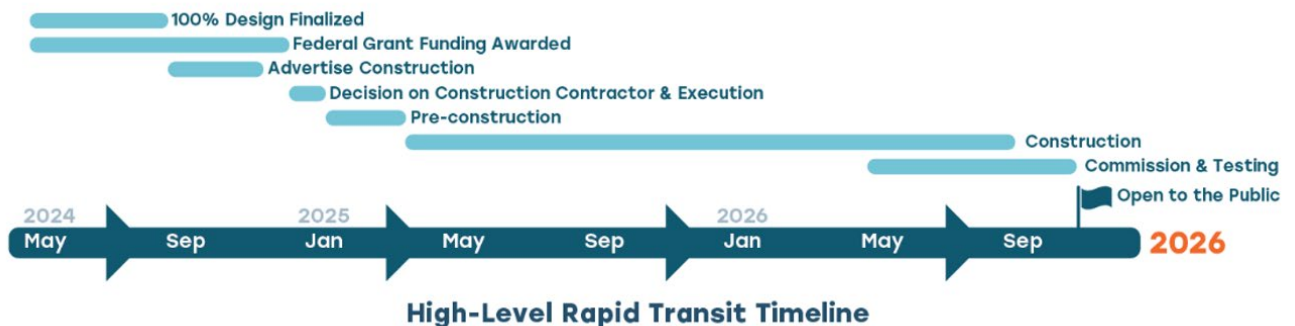 100% Design Finalized
Federal Grant Funding Awarded
Advertise Construction
Decision on Construction Contractor & Execution
Pre-construction
Construction
Commission & Testing
Open to the Public
2024 2025 2026
May Sep Jan May Sep Jan May Sep 2026
High-Level Rapid Transit Timeline